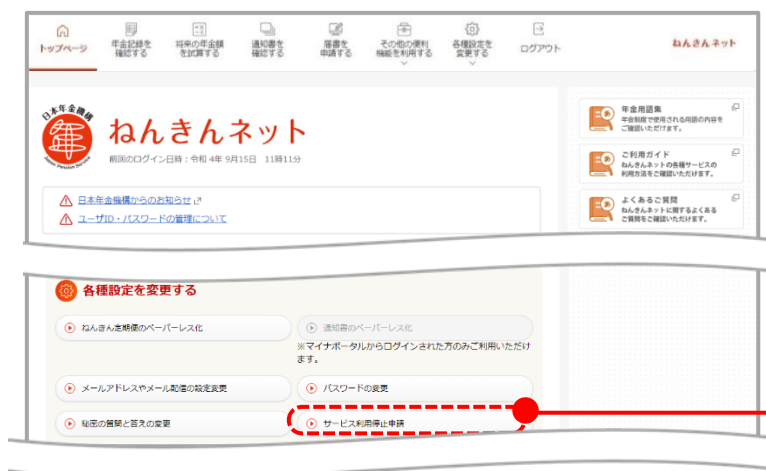 トップページ
年金記録を
確認する
将来の年金額
を試算する
通知書を
確認する
届書を
申請する
その他の便利
機能を利用する
各種設定を
変更する
ログアウト
ねんきんネット
日本年金機構
Japan Pension Service
ねんきんネット
前回のログイン日時：令和 4年 9月15日 11時11分
日本年金機構からのお知らせ
ユーザID・パスワードの管理について
年金用語集
年金制度で使用される用語の内容を
ご確認いただけます。
ご利用ガイド
ねんきんネットの各種サービスの
利用方法をご確認いただけます。
よくあるご質問
ねんきんネットに関するよくある
ご質問をご確認いただけます。
各種設定を変更する
ねんきん定期便のペーパーレス化
通知書のペーパーレス化
※マイナポータルからログインされた方のみご利用いただけ
ます。
メールアドレスやメール配信の設定変更
パスワードの変更
秘密の質問と答えの変更
サービス利用停止申請